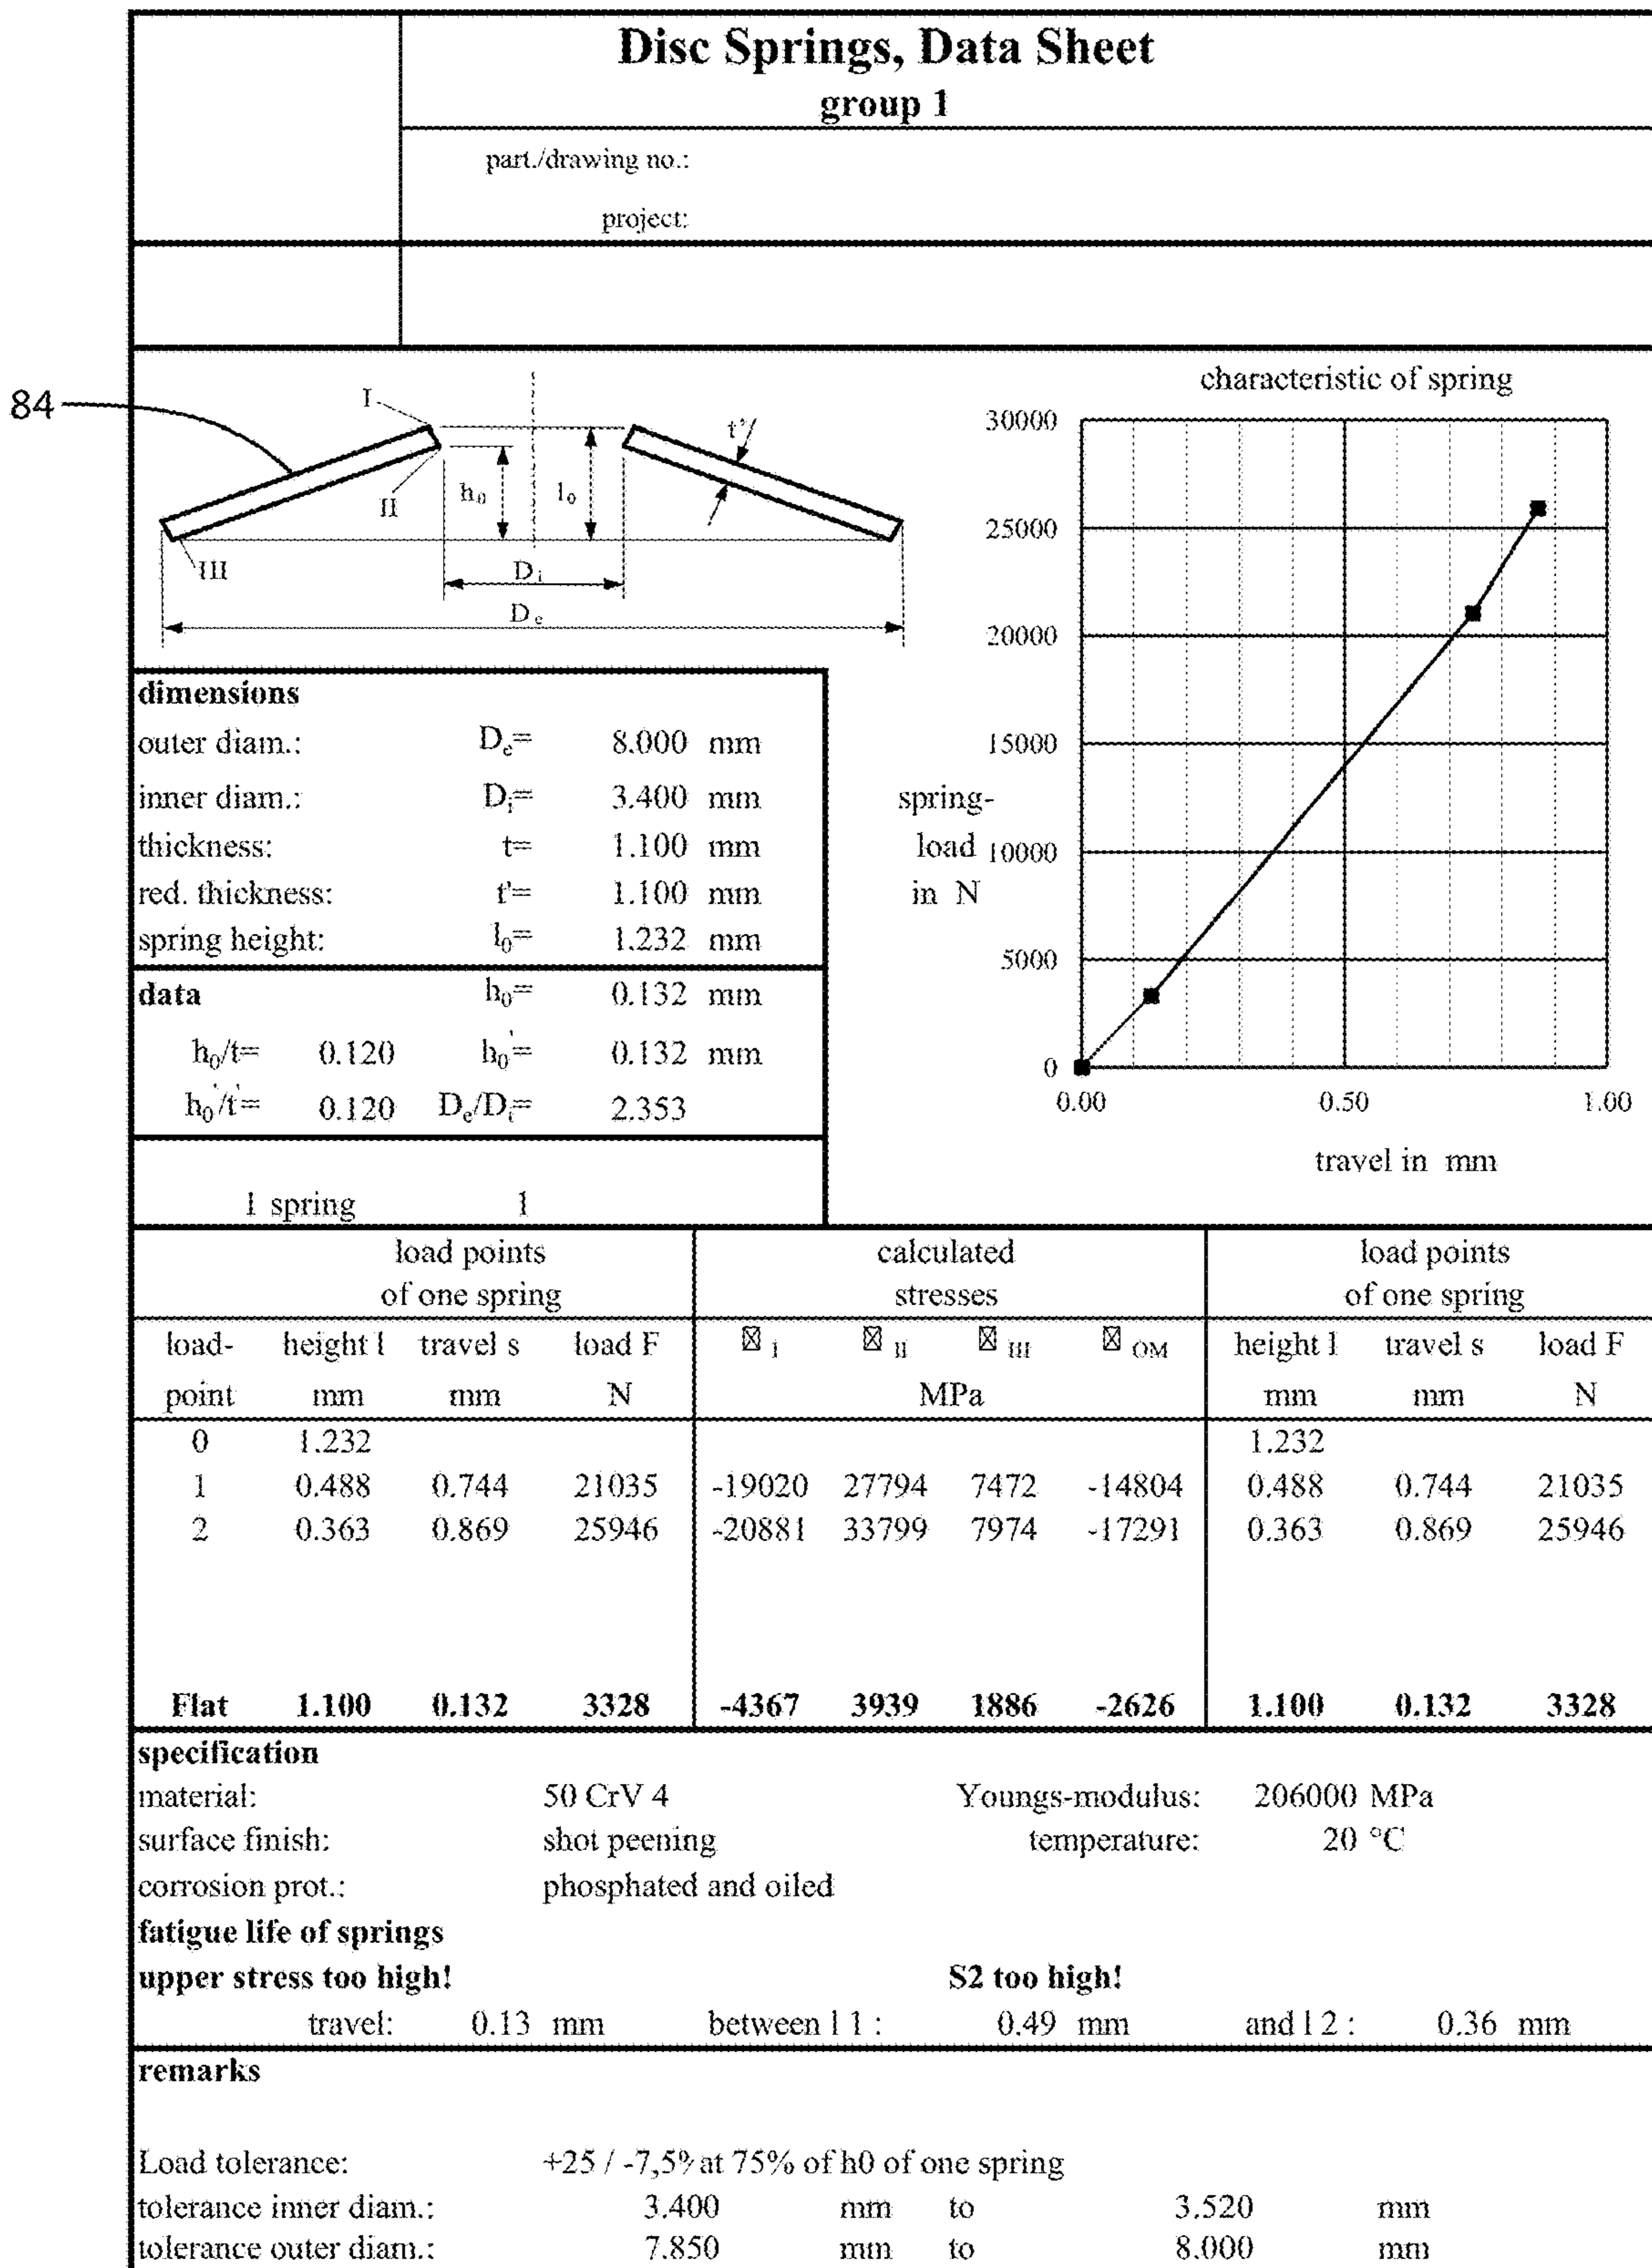 Disc Springs, Data Sheet
group 1
part./drawing no.:
project:
84
I
II
III
h₀
l₀
t'
Dᵢ
Dₑ
characteristic of spring
30000
25000
20000
15000
10000
5000
0
spring-
load
in N
0.00 0.50 1.00
travel in mm
dimensions
outer diam.: Dₑ= 8.000 mm
inner diam.: Dᵢ= 3.400 mm
thickness: t= 1.100 mm
red. thickness: t'= 1.100 mm
spring height: l₀= 1.232 mm
data h₀= 0.132 mm
h₀/t= 0.120 h₀'= 0.132 mm
h₀'/t'= 0.120 Dₑ/Dᵢ= 2.353
1 spring 1
load points calculated load points
of one spring stresses of one spring
load- height l travel s load F ☒ I ☒ II ☒ III ☒ OM height l travel s load F
point mm mm N MPa mm mm N
0 1.232 1.232
1 0.488 0.744 21035 -19020 27794 7472 -14804 0.488 0.744 21035
2 0.363 0.869 25946 -20881 33799 7974 -17291 0.363 0.869 25946
Flat 1.100 0.132 3328 -4367 3939 1886 -2626 1.100 0.132 3328
specification
material: 50 CrV 4 Youngs-modulus: 206000 MPa
surface finish: shot peening temperature: 20 °C
corrosion prot.: phosphated and oiled
fatigue life of springs
upper stress too high! S2 too high!
travel: 0.13 mm between l 1 : 0.49 mm and l 2 : 0.36 mm
remarks
Load tolerance: +25 / -7,5% at 75% of h0 of one spring
tolerance inner diam.: 3.400 mm to 3.520 mm
tolerance outer diam.: 7.850 mm to 8.000 mm